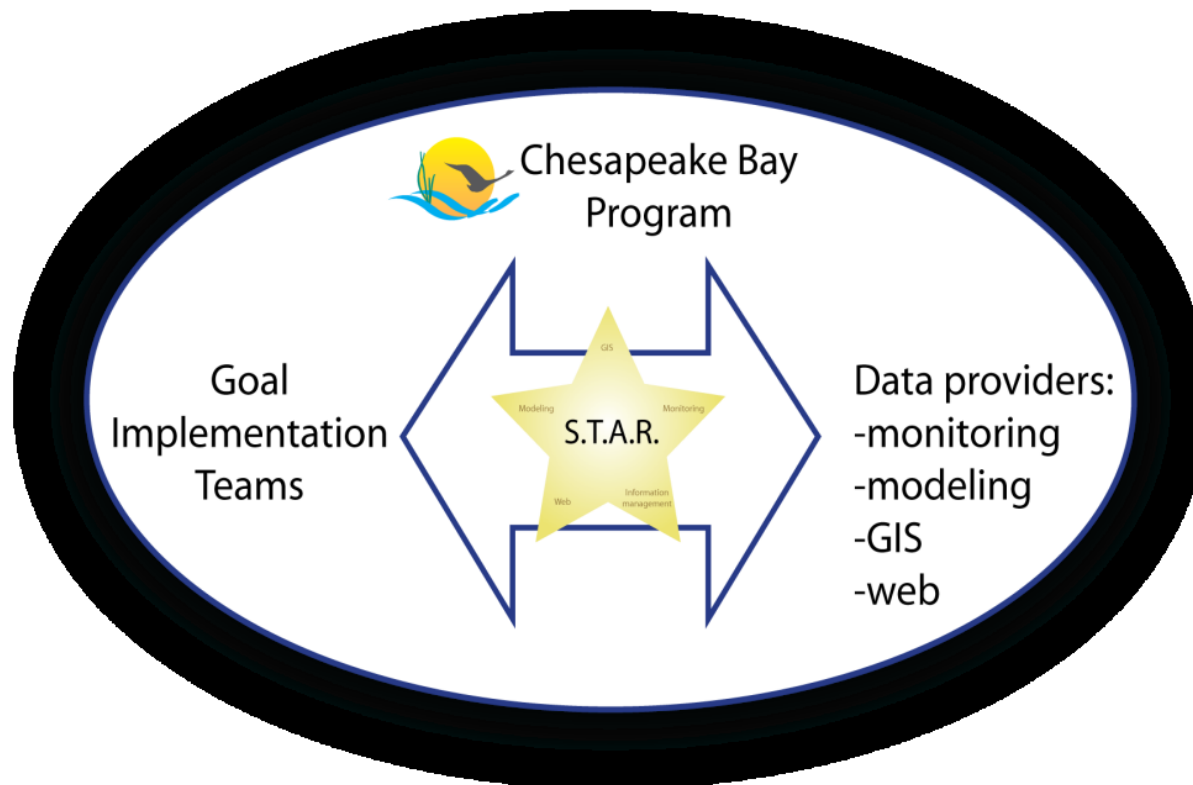 Chesapeake Bay
Program
Goal
Implementation
Teams
GIS
Modeling
Monitoring
S.T.A.R.
Web
Information
management
Data providers:
-monitoring
-modeling
-GIS
-web